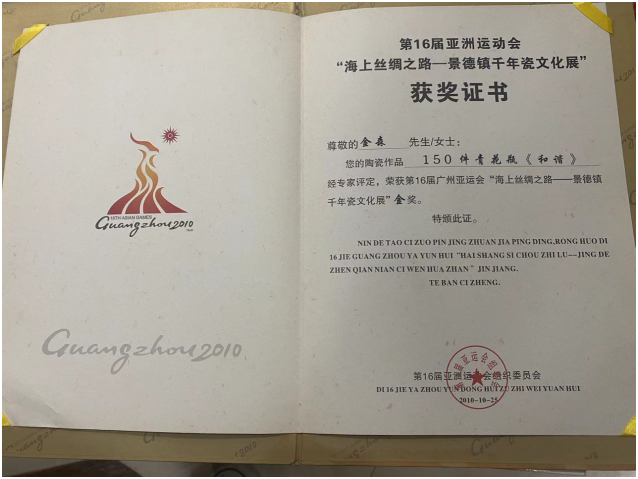 16TH ASIAN GAMES
Guangzhou 2010
Guangzhou 2010
第16届亚洲运动会
“海上丝绸之路—景德镇千年瓷文化展”
获奖证书
尊敬的金森 先生/女士：
您的陶瓷作品 150件青花瓶《和谐》
经专家评定，荣获第16届广州亚运会“海上丝绸之路——景德镇
千年瓷文化展”金奖。
特颁此证。
NIN DE TAO CI ZUO PIN JING ZHUAN JIA PING DING,RONG HUO DI
16 JIE GUANG ZHOU YA YUN HUI “HAI SHANG SI CHOU ZHI LU--JING DE
ZHEN QIAN NIAN CI WEN HUA ZHAN” JIN JIANG.
TE BAN CI ZHENG.
第16届亚洲运动会组织委员会
DI 16 JIE YA ZHOU YUN DONG HUI ZU ZHI WEI YUAN HUI
2010-10-25